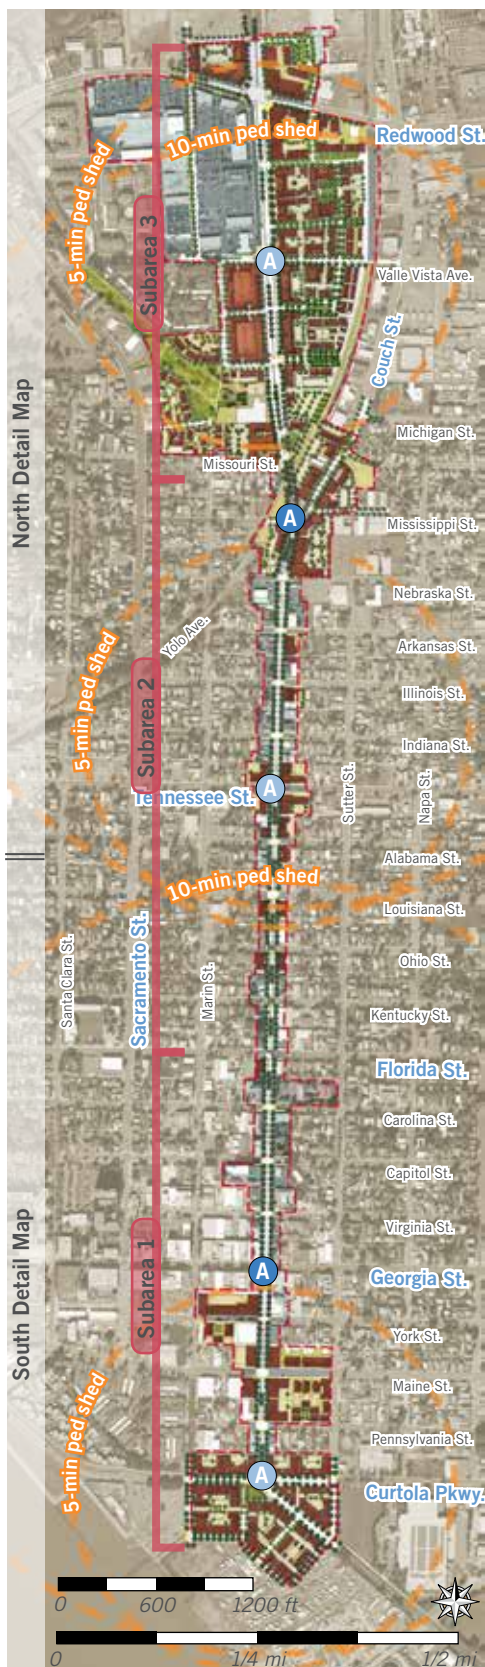 Redwood St.
10-min ped shed
5-min ped shed
Subarea 3
A
Valle Vista Ave.
Couch St.
North Detail Map
Michigan St.
Missouri St.
A
Mississippi St.
Nebraska St.
Yolo Ave.
Arkansas St.
5-min ped shed
Subarea 2
Illinois St.
Indiana St.
A
Tennessee St.
Sutter St.
Napa St.
Alabama St.
10-min ped shed
Louisiana St.
Santa Clara St.
Sacramento St.
Marin St.
Ohio St.
Kentucky St.
Florida St.
Carolina St.
Capitol St.
Virginia St.
South Detail Map
Subarea 1
A
Georgia St.
York St.
Maine St.
5-min ped shed
Pennsylvania St.
A
Curtola Pkwy.
0 600 1200 ft
0 1/4 mi 1/2 mi